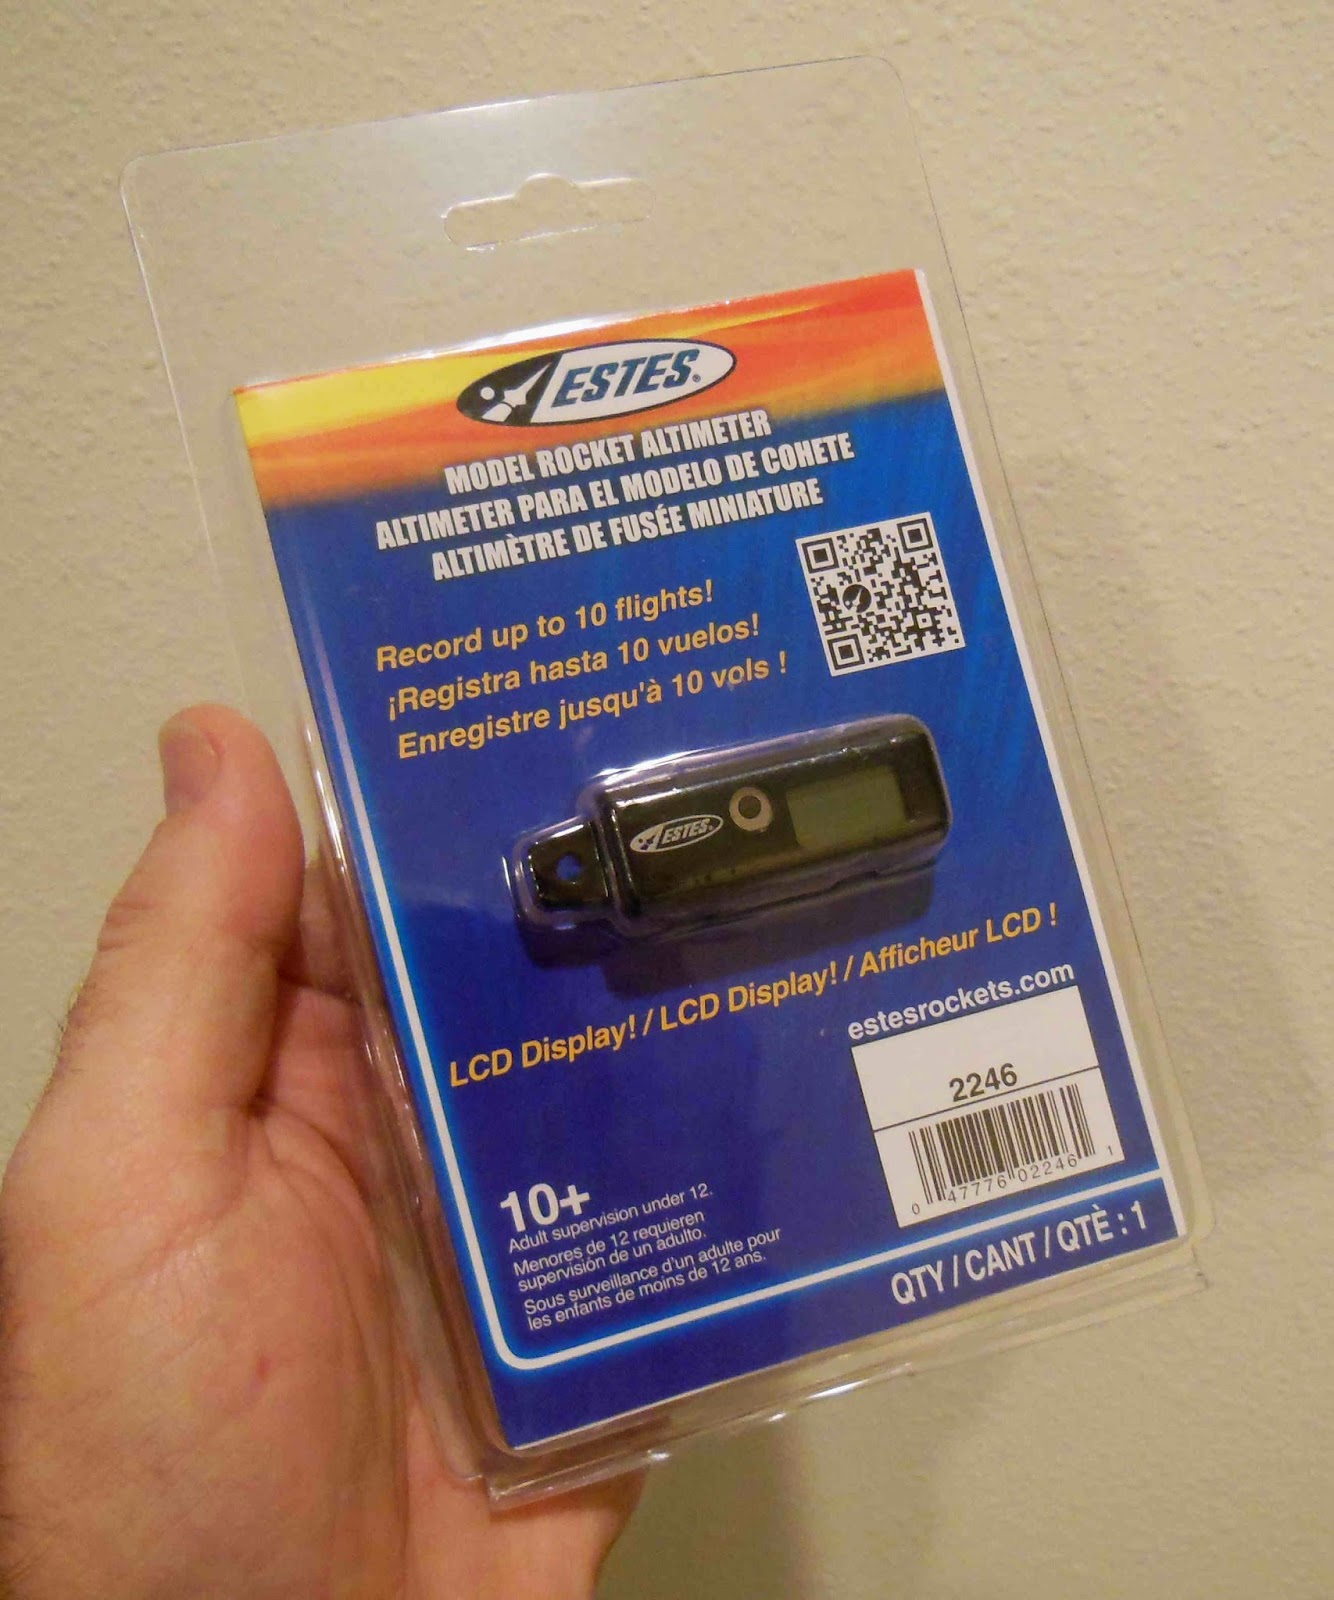 ESTES®
MODEL ROCKET ALTIMETER
ALTIMETER PARA EL MODELO DE COHETE
ALTIMÈTRE DE FUSÉE MINIATURE
Record up to 10 flights!
¡Registra hasta 10 vuelos!
Enregistre jusqu'à 10 vols !
ESTES®
LCD Display! / LCD Display! / Afficheur LCD !
estesrockets.com
2246
0 47776 02246 1
10+
Adult supervision under 12.
Menores de 12 requieren
supervisión de un adulto.
Sous surveillance d'un adulte pour
les enfants de moins de 12 ans.
QTY / CANT / QTÈ : 1